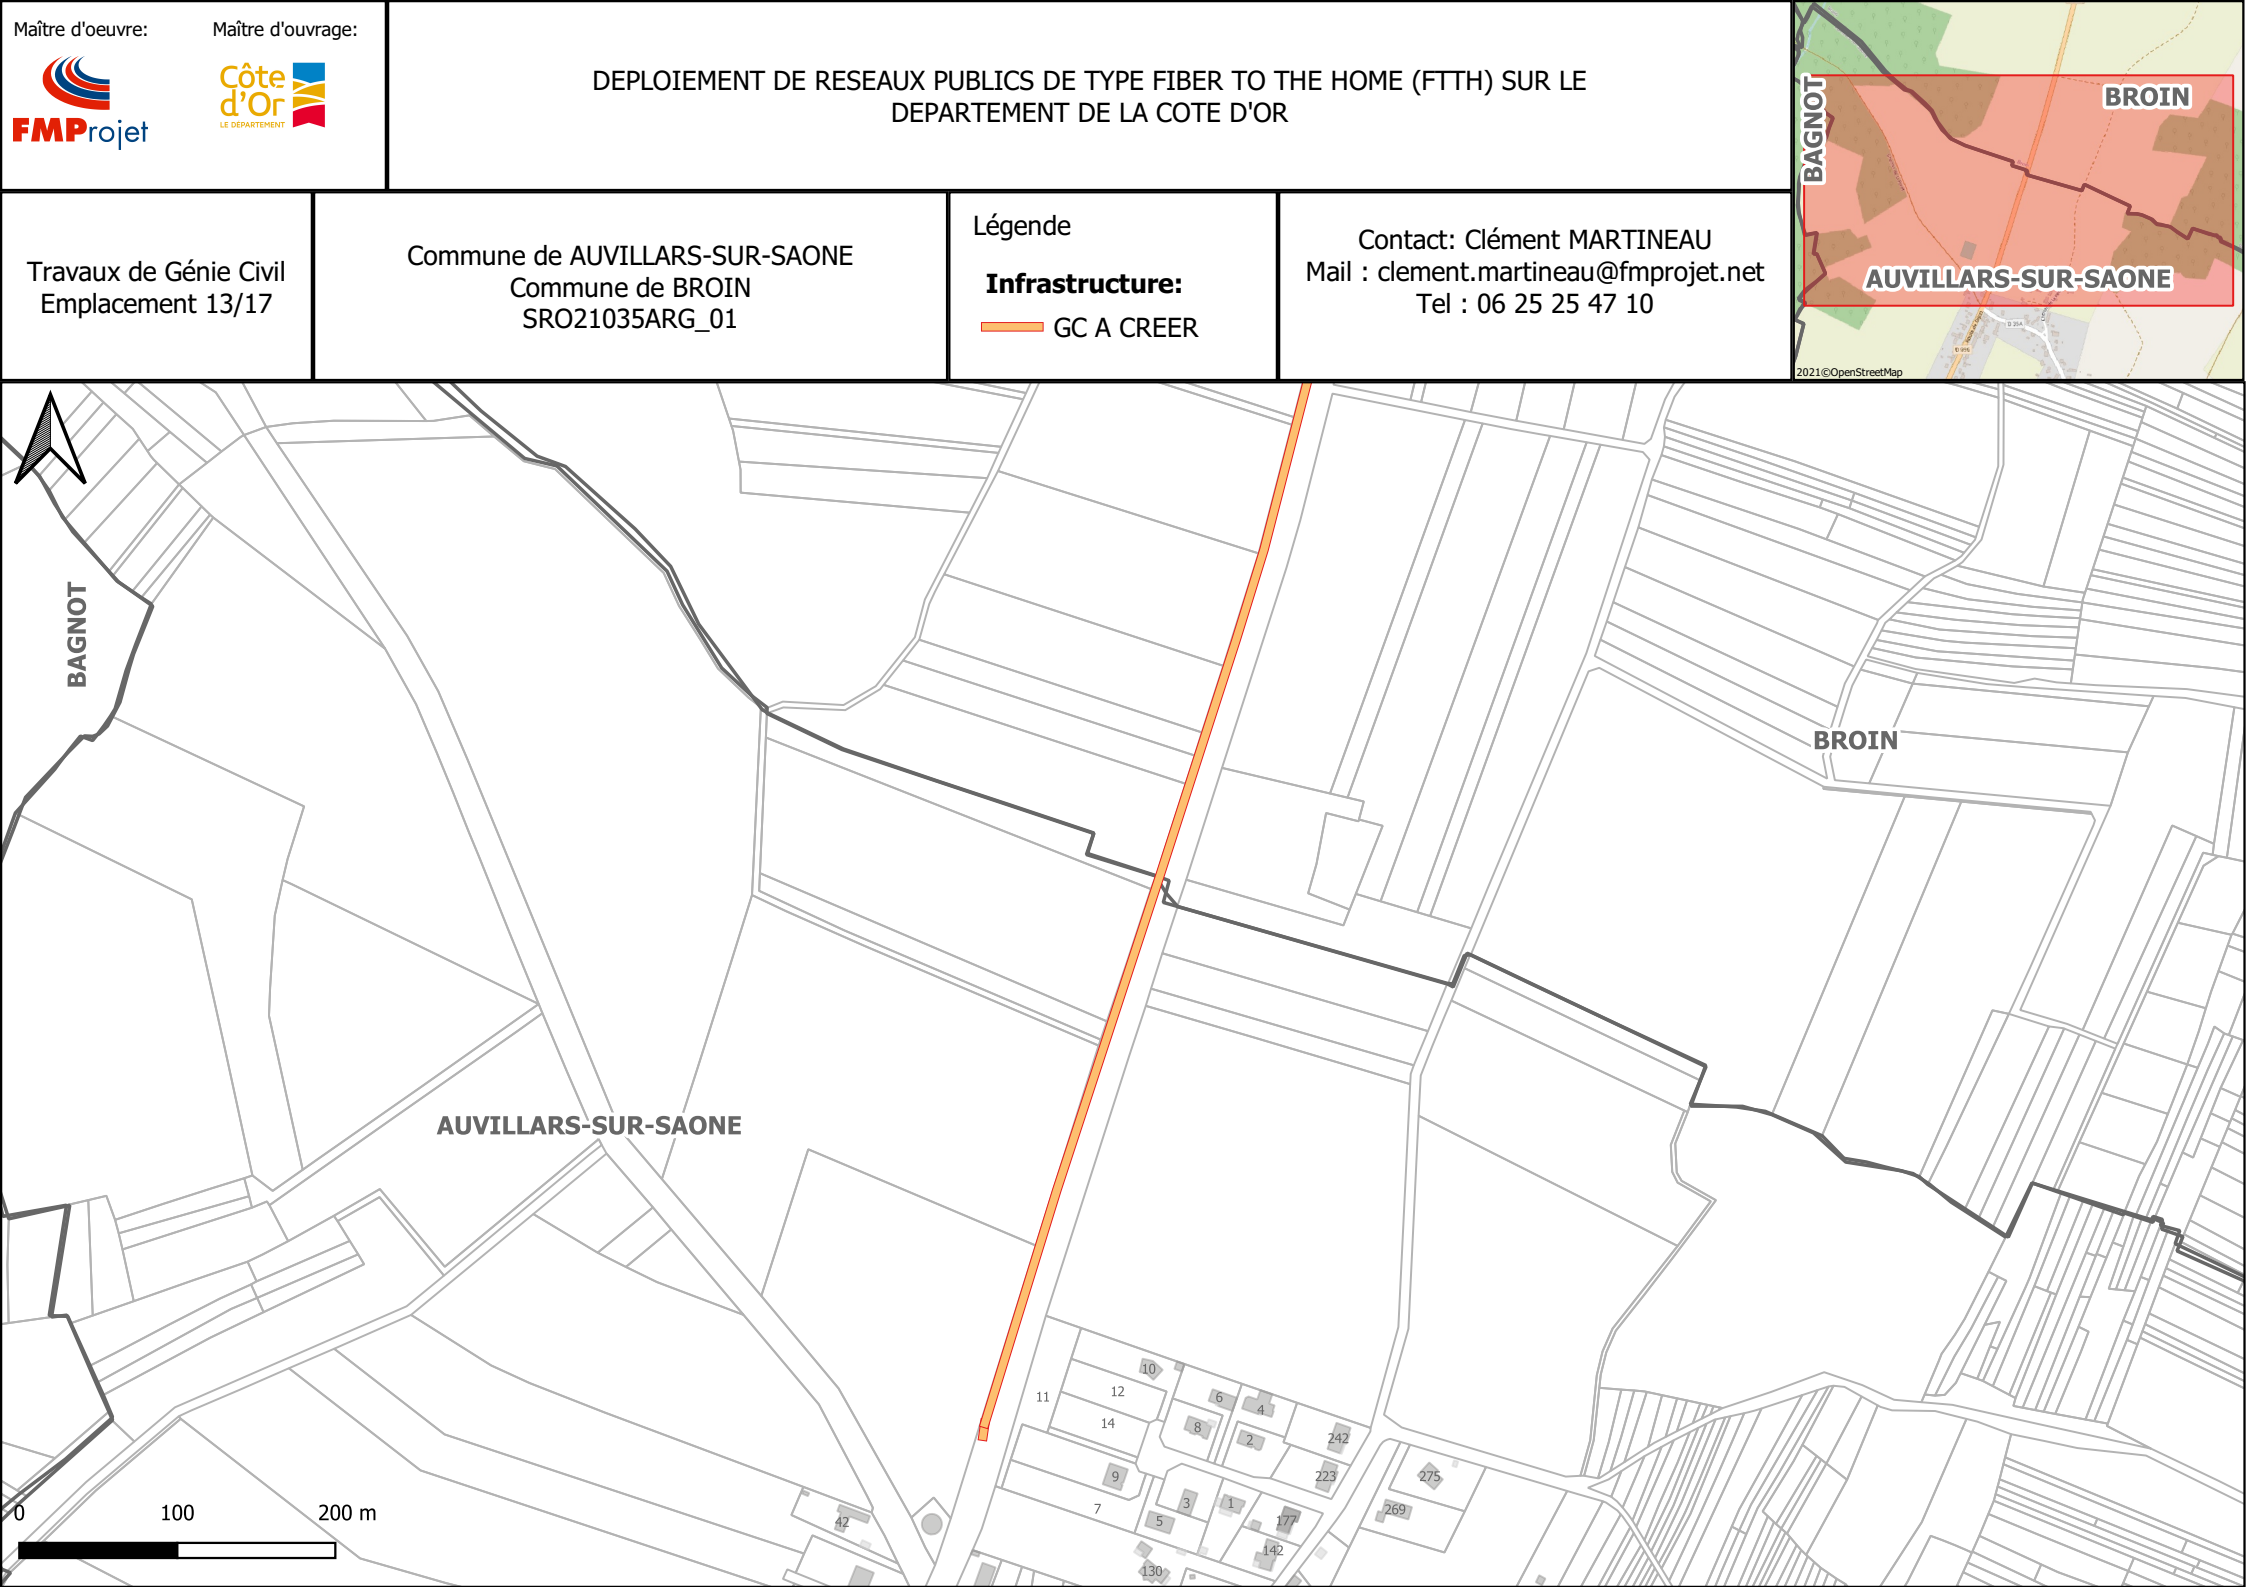 Maître d'oeuvre:
Maître d'ouvrage:
FMProjet
Côte
d'Or
LE DÉPARTEMENT
DEPLOIEMENT DE RESEAUX PUBLICS DE TYPE FIBER TO THE HOME (FTTH) SUR LE
DEPARTEMENT DE LA COTE D'OR
BAGNOT
BROIN
AUVILLARS-SUR-SAONE
2021©OpenStreetMap
Travaux de Génie Civil
Emplacement 13/17
Commune de AUVILLARS-SUR-SAONE
Commune de BROIN
SRO21035ARG_01
Légende
Infrastructure:
GC A CREER
Contact: Clément MARTINEAU
Mail : clement.martineau@fmprojet.net
Tel : 06 25 25 47 10
BAGNOT
BROIN
AUVILLARS-SUR-SAONE
10
11
12
6
4
14
8
2
242
9
223
275
7
3
1
269
42
5
177
142
130
0 100 200 m